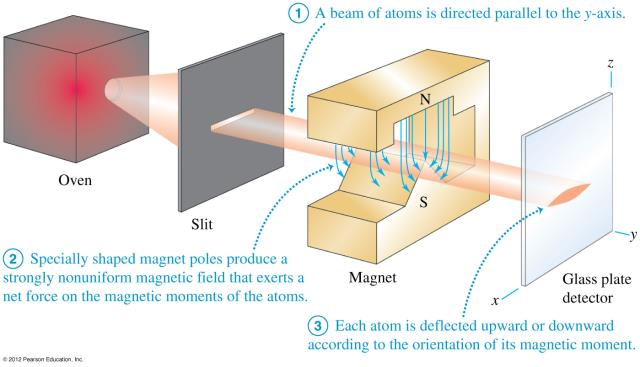 ① A beam of atoms is directed parallel to the y-axis.
z
N
Oven
S
Slit
y
② Specially shaped magnet poles produce a
strongly nonuniform magnetic field that exerts a
net force on the magnetic moments of the atoms.
Magnet
Glass plate
detector
x
③ Each atom is deflected upward or downward
according to the orientation of its magnetic moment.
© 2012 Pearson Education, Inc.